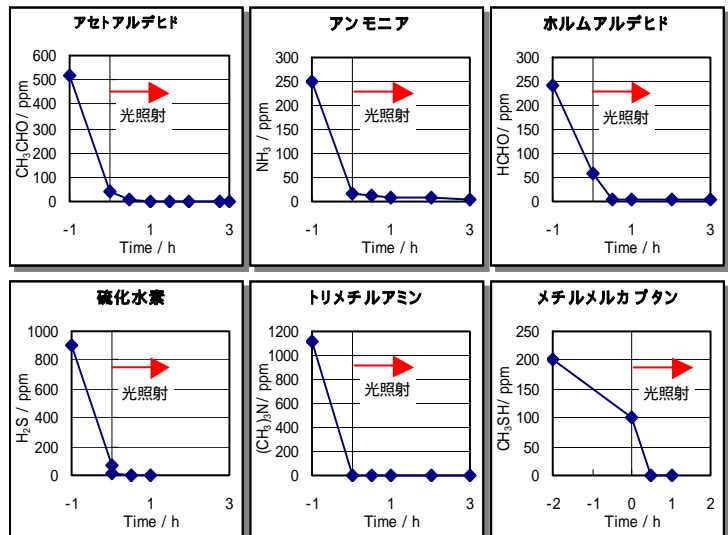 アセトアルデヒド
CH₃CHO / ppm
600
500
400
300
200
100
0
光照射
-1 1 3
Time / h
アンモニア
NH₃ / ppm
300
250
200
150
100
50
0
光照射
-1 1 3
Time / h
ホルムアルデヒド
HCHO / ppm
300
250
200
150
100
50
0
光照射
-1 1 3
Time / h
硫化水素
H₂S / ppm
1000
800
600
400
200
0
光照射
-1 1 3
Time / h
トリメチルアミン
(CH₃)₃N / ppm
1200
1000
800
600
400
200
0
光照射
-1 1 3
Time / h
メチルメルカプタン
CH₃SH / ppm
250
200
150
100
50
0
光照射
-2 -1 0 1 2
Time / h